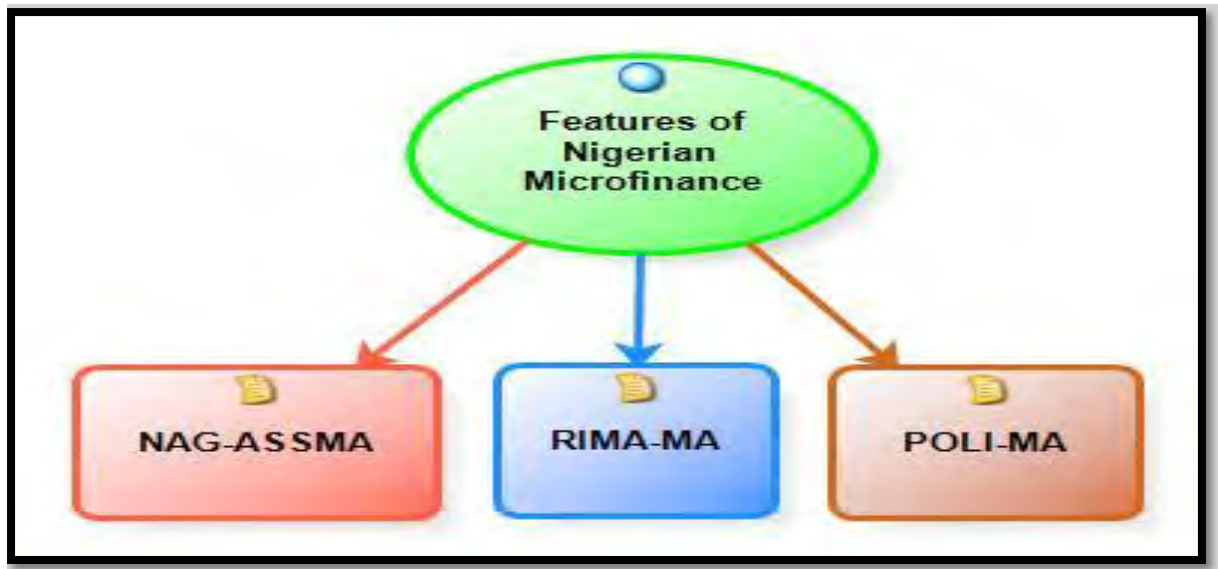 Features of
Nigerian
Microfinance
NAG-ASSMA
RIMA-MA
POLI-MA